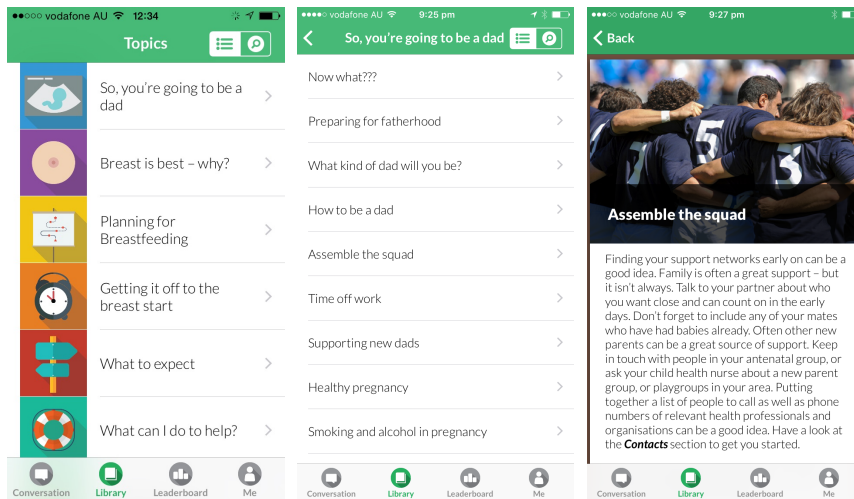 vodafone AU 12:34
Topics
So, you're going to be a
dad
Breast is best – why?
Planning for
Breastfeeding
Getting it off to the
breast start
What to expect
What can I do to help?
Conversation Library Leaderboard Me
vodafone AU 9:25 pm
So, you're going to be a dad
Now what???
Preparing for fatherhood
What kind of dad will you be?
How to be a dad
Assemble the squad
Time off work
Supporting new dads
Healthy pregnancy
Smoking and alcohol in pregnancy
Conversation Library Leaderboard Me
vodafone AU 9:27 pm
Back
5
3
Assemble the squad
Finding your support networks early on can be a
good idea. Family is often a great support – but
it isn't always. Talk to your partner about who
you want close and can count on in the early
days. Don't forget to include any of your mates
who have had babies already. Often other new
parents can be a great source of support. Keep
in touch with people in your antenatal group, or
ask your child health nurse about a new parent
group, or playgroups in your area. Putting
together a list of people to call as well as phone
numbers of relevant health professionals and
organisations can be a good idea. Have a look at
the Contacts section to get you started.
Conversation Library Leaderboard Me